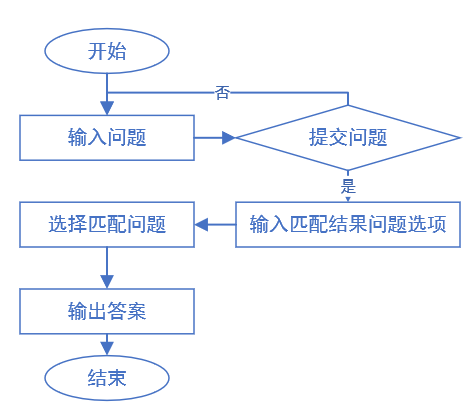 开始
否
输入问题
提交问题
是
选择匹配问题
输入匹配结果问题选项
输出答案
结束